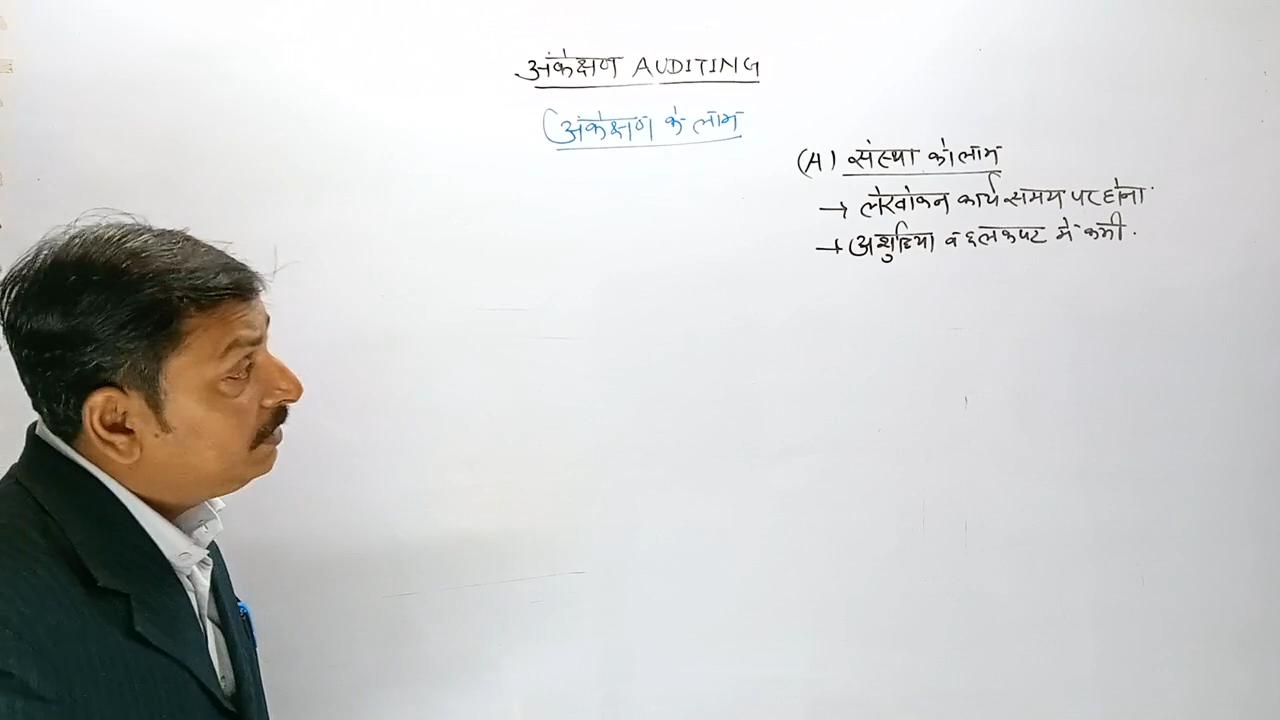 अंकेक्षण AUDITING
(अंकेक्षण के लाभ
(A) संस्था को लाभ
→ लेखांकन कार्य समय पर होना
→ अशुद्धियां व छलकपट में कमी.